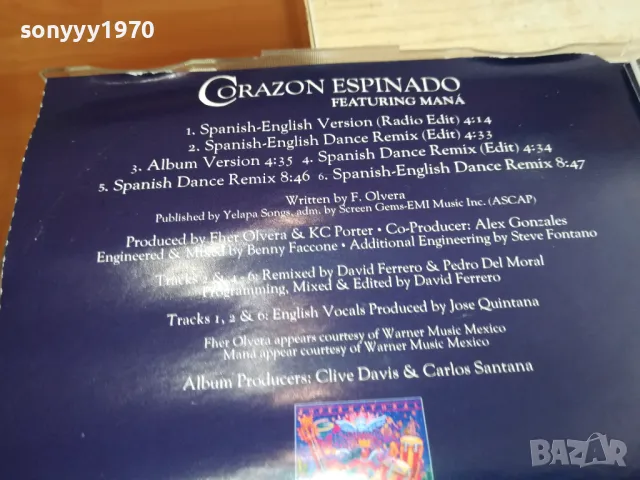 sonyyy1970
CORAZON ESPINADO
FEATURING MANÁ
1. Spanish-English Version (Radio Edit) 4:14
2. Spanish-English Dance Remix (Edit) 4:33
3. Album Version 4:35 4. Spanish Dance Remix (Edit) 4:34
5. Spanish Dance Remix 8:46 6. Spanish-English Dance Remix 8:47
Written by F. Olvera
Published by Yelapa Songs, adm. by Screen Gems-EMI Music Inc. (ASCAP)
Produced by Fher Olvera & KC Porter • Co-Producer: Alex Gonzales
Engineered & Mixed by Benny Faccone • Additional Engineering by Steve Fontano
Tracks 2 & 4-6: Remixed by David Ferrero & Pedro Del Moral
Programming, Mixed & Edited by David Ferrero
Tracks 1, 2 & 6: English Vocals Produced by Jose Quintana
Fher Olvera appears courtesy of Warner Music Mexico
Maná appear courtesy of Warner Music Mexico
Album Producers: Clive Davis & Carlos Santana
BAZAR